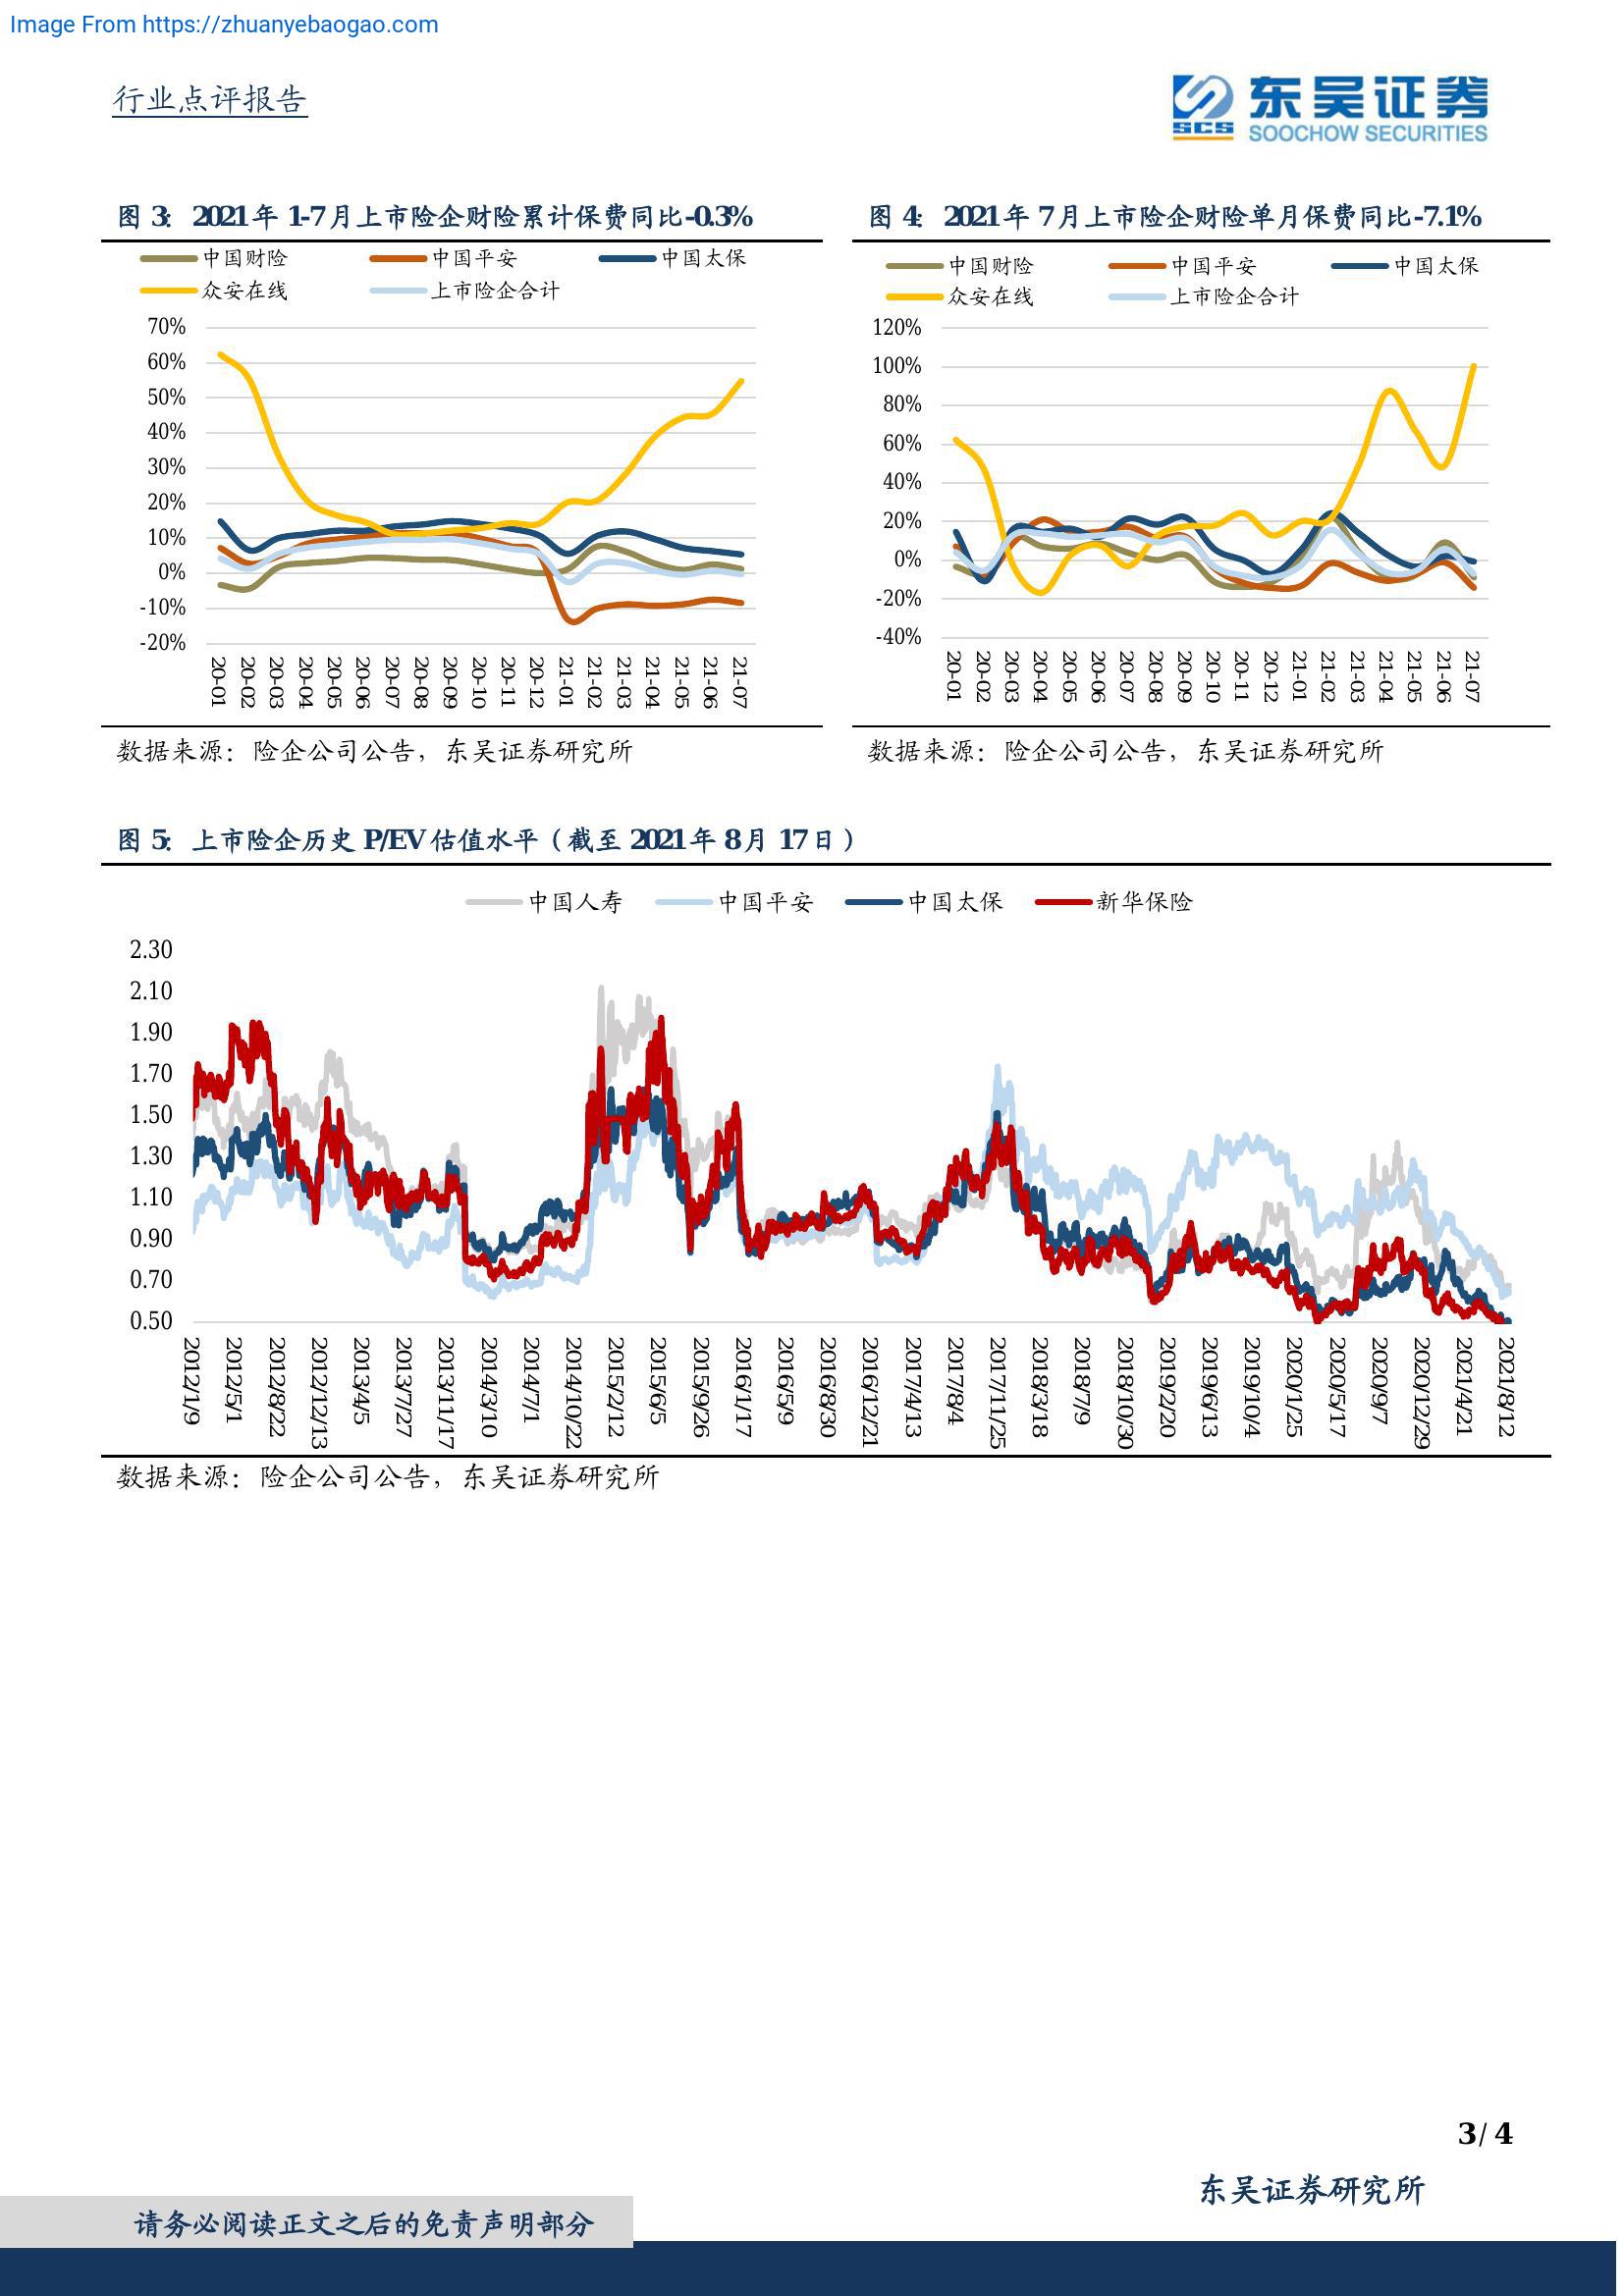 Image From https://zhuanyebaogao.com
行业点评报告
SCS 东吴证券
SOOCHOW SECURITIES
图 3: 2021 年 1-7 月上市险企财险累计保费同比-0.3%
中国财险 中国平安 中国太保
众安在线 上市险企合计
70%
60%
50%
40%
30%
20%
10%
0%
-10%
-20%
20-01 20-02 20-03 20-04 20-05 20-06 20-07 20-08 20-09 20-10 20-11 20-12 21-01 21-02 21-03 21-04 21-05 21-06 21-07
数据来源：险企公司公告，东吴证券研究所
图 4: 2021 年 7 月上市险企财险单月保费同比-7.1%
中国财险 中国平安 中国太保
众安在线 上市险企合计
120%
100%
80%
60%
40%
20%
0%
-20%
-40%
20-01 20-02 20-03 20-04 20-05 20-06 20-07 20-08 20-09 20-10 20-11 20-12 21-01 21-02 21-03 21-04 21-05 21-06 21-07
数据来源：险企公司公告，东吴证券研究所
图 5: 上市险企历史 P/EV 估值水平（截至 2021 年 8 月 17 日）
中国人寿 中国平安 中国太保 新华保险
2.30
2.10
1.90
1.70
1.50
1.30
1.10
0.90
0.70
0.50
2012/1/9 2012/5/1 2012/8/22 2012/12/13 2013/4/5 2013/7/27 2013/11/17 2014/3/10 2014/7/1 2014/10/22 2015/2/12 2015/6/5 2015/9/26 2016/1/17 2016/5/9 2016/8/30 2016/12/21 2017/4/13 2017/8/4 2017/11/25 2018/3/18 2018/7/9 2018/10/30 2019/2/20 2019/6/13 2019/10/4 2020/1/25 2020/5/17 2020/9/7 2020/12/29 2021/4/21 2021/8/12
数据来源：险企公司公告，东吴证券研究所
3/ 4
东吴证券研究所
请务必阅读正文之后的免责声明部分